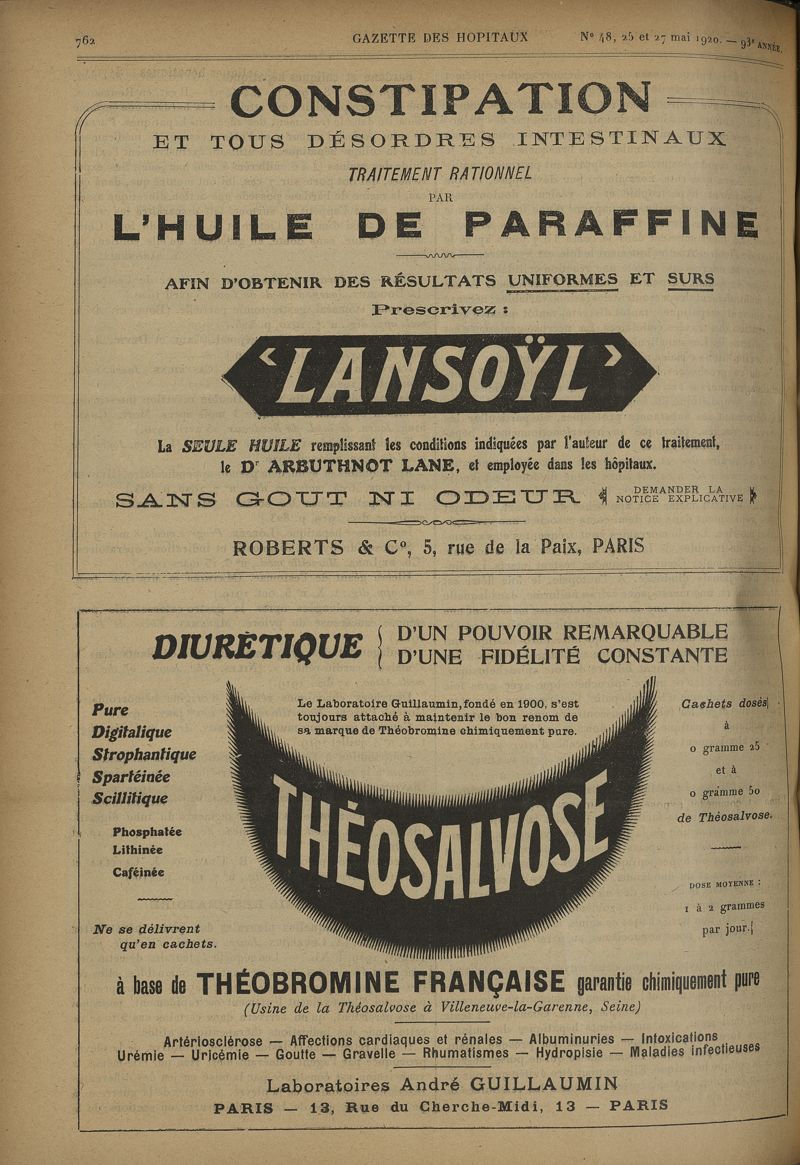 762
GAZETTE DES HOPITAUX
N° 48, 25 et 27 mai 1920. — 93e ANNÉE.
CONSTIPATION
ET TOUS DÉSORDRES INTESTINAUX
TRAITEMENT RATIONNEL
PAR
L'HUILE DE PARAFFINE
AFIN D'OBTENIR DES RÉSULTATS UNIFORMES ET SURS
Prescrivez :
‹LANSOŸL›
La SEULE HUILE remplissant les conditions indiquées par l'auteur de ce traitement,
le Dr ARBUTHNOT LANE, et employée dans les hôpitaux.
SANS GOUT NI ODEUR
DEMANDER LA
NOTICE EXPLICATIVE
ROBERTS & Co, 5, rue de la Paix, PARIS
DIURÈTIQUE
D'UN POUVOIR REMARQUABLE
D'UNE FIDÉLITÉ CONSTANTE
Le Laboratoire Guillaumin, fondé en 1900, s'est
toujours attaché à maintenir le bon renom de
sa marque de Théobromine chimiquement pure.
Pure
Digitalique
Strophantique
Spartéinée
Scillitique
Phosphatée
Lithinée
Caféinée
Ne se délivrent
qu'en cachets.
THÉOSALVOSE
Cachets dosés
à
0 gramme 25
et à
0 gramme 50
de Théosalvose.
DOSE MOYENNE :
1 à 2 grammes
par jour.
à base de THÉOBROMINE FRANÇAISE garantie chimiquement pure
(Usine de la Théosalvose à Villeneuve-la-Garenne, Seine)
Artériosclérose — Affections cardiaques et rénales — Albuminuries — Intoxications
Urémie — Uricémie — Goutte — Gravelle — Rhumatismes — Hydropisie — Maladies infectieuses
Laboratoires André GUILLAUMIN
PARIS — 13, Rue du Cherche-Midi, 13 — PARIS